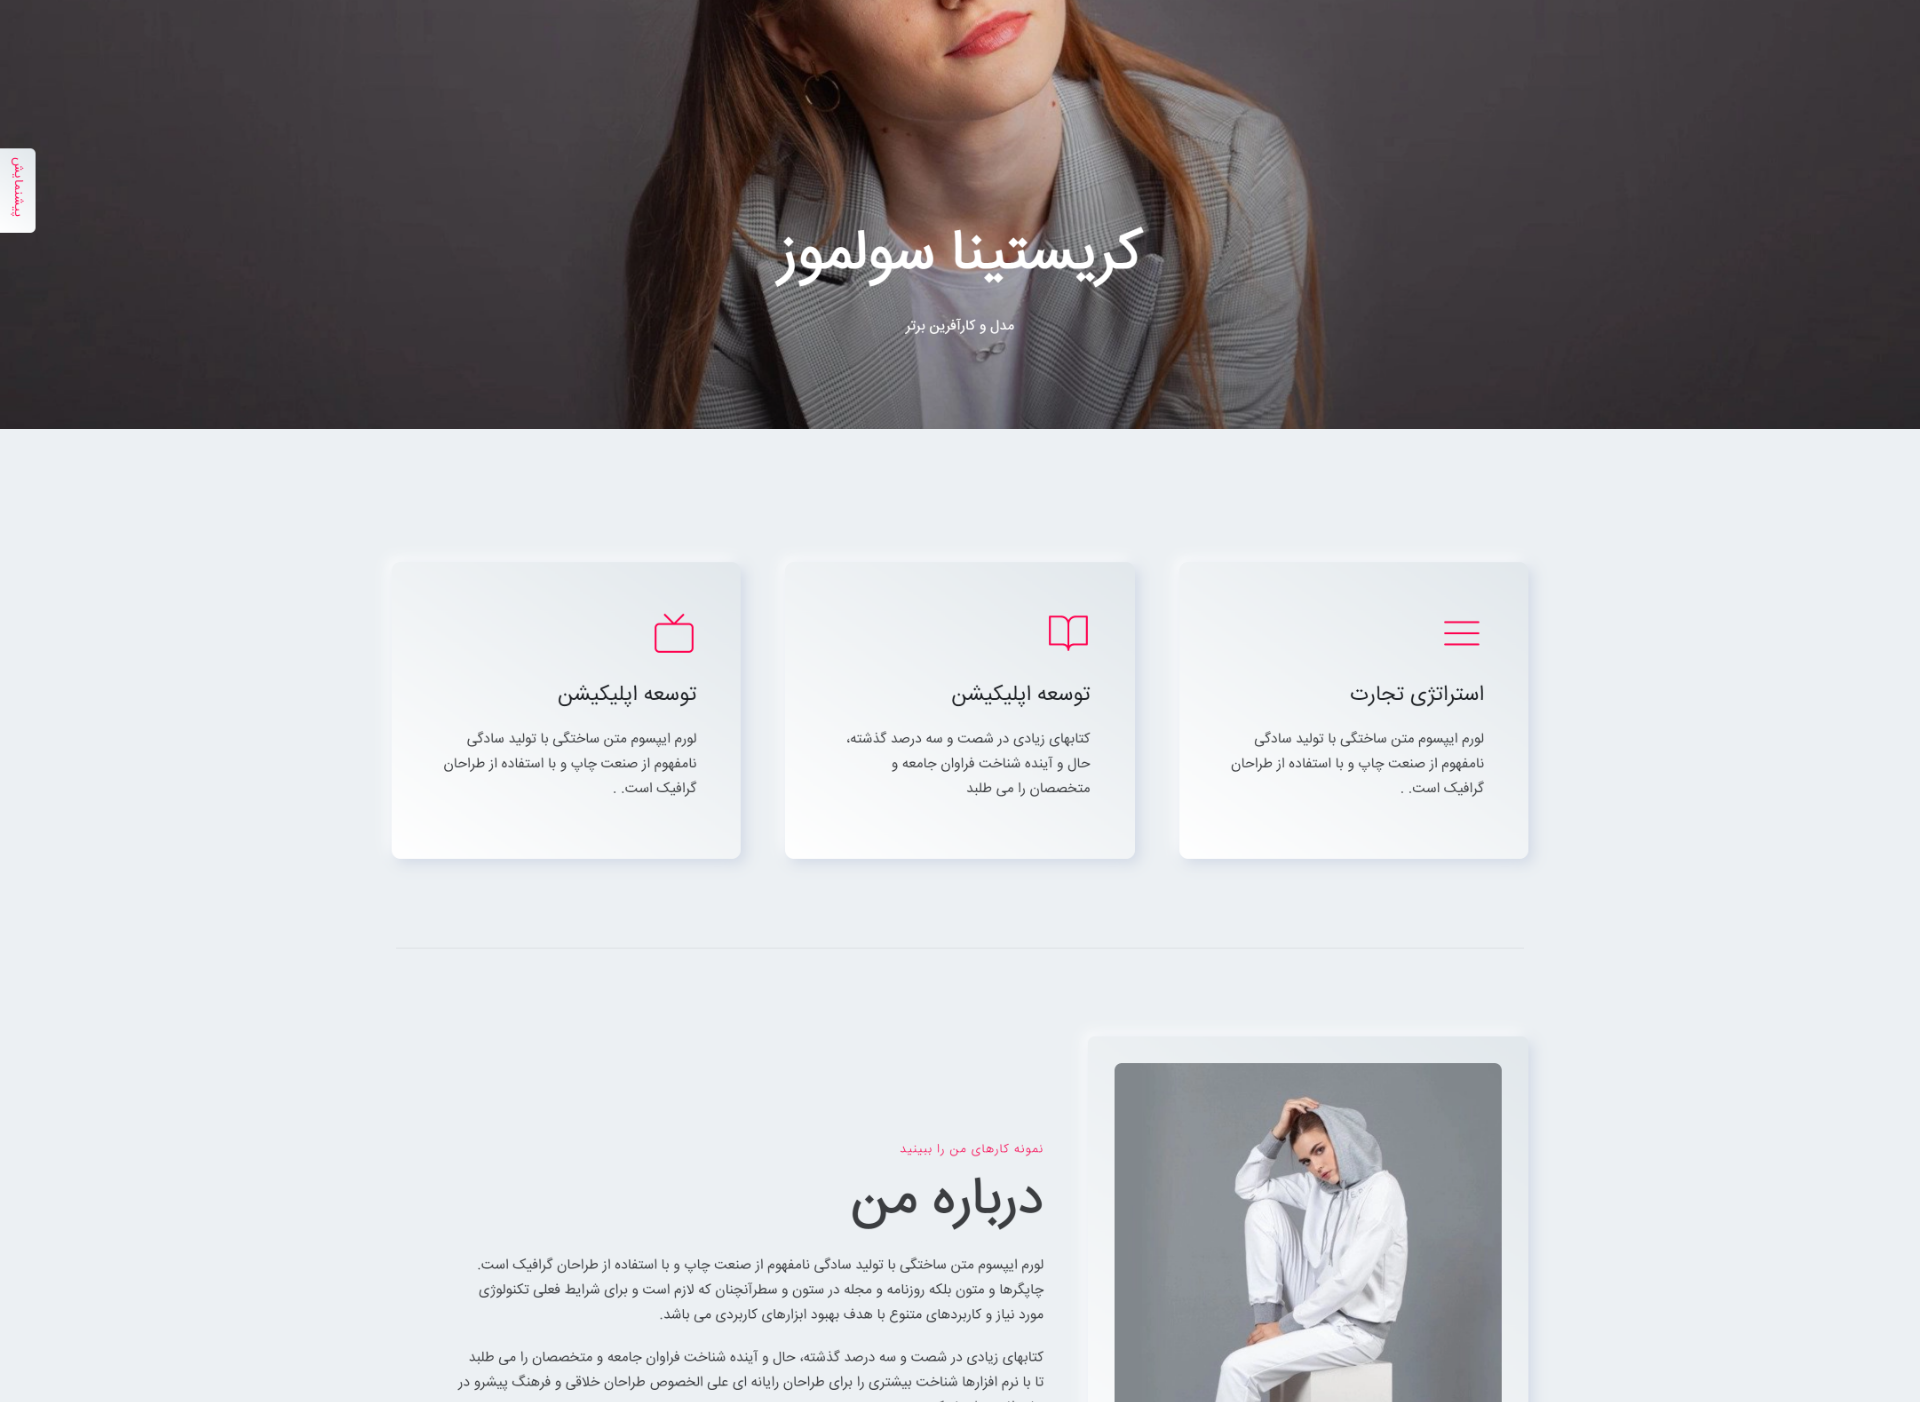 پیشنمایش
کریستینا سولموز
مدل و کارآفرین برتر
استراتژی تجارت
لورم ایپسوم متن ساختگی با تولید سادگی
نامفهوم از صنعت چاپ و با استفاده از طراحان
گرافیک است. .
توسعه اپلیکیشن
کتابهای زیادی در شصت و سه درصد گذشته،
حال و آینده شناخت فراوان جامعه و
متخصصان را می طلبد
توسعه اپلیکیشن
لورم ایپسوم متن ساختگی با تولید سادگی
نامفهوم از صنعت چاپ و با استفاده از طراحان
گرافیک است. .
نمونه کارهای من را ببینید
درباره من
لورم ایپسوم متن ساختگی با تولید سادگی نامفهوم از صنعت چاپ و با استفاده از طراحان گرافیک است.
چاپگرها و متون بلکه روزنامه و مجله در ستون و سطرآنچنان که لازم است و برای شرایط فعلی تکنولوژی
مورد نیاز و کاربردهای متنوع با هدف بهبود ابزارهای کاربردی می باشد.
کتابهای زیادی در شصت و سه درصد گذشته، حال و آینده شناخت فراوان جامعه و متخصصان را می طلبد
تا با نرم افزارها شناخت بیشتری را برای طراحان رایانه ای علی الخصوص طراحان خلاقی و فرهنگ پیشرو در